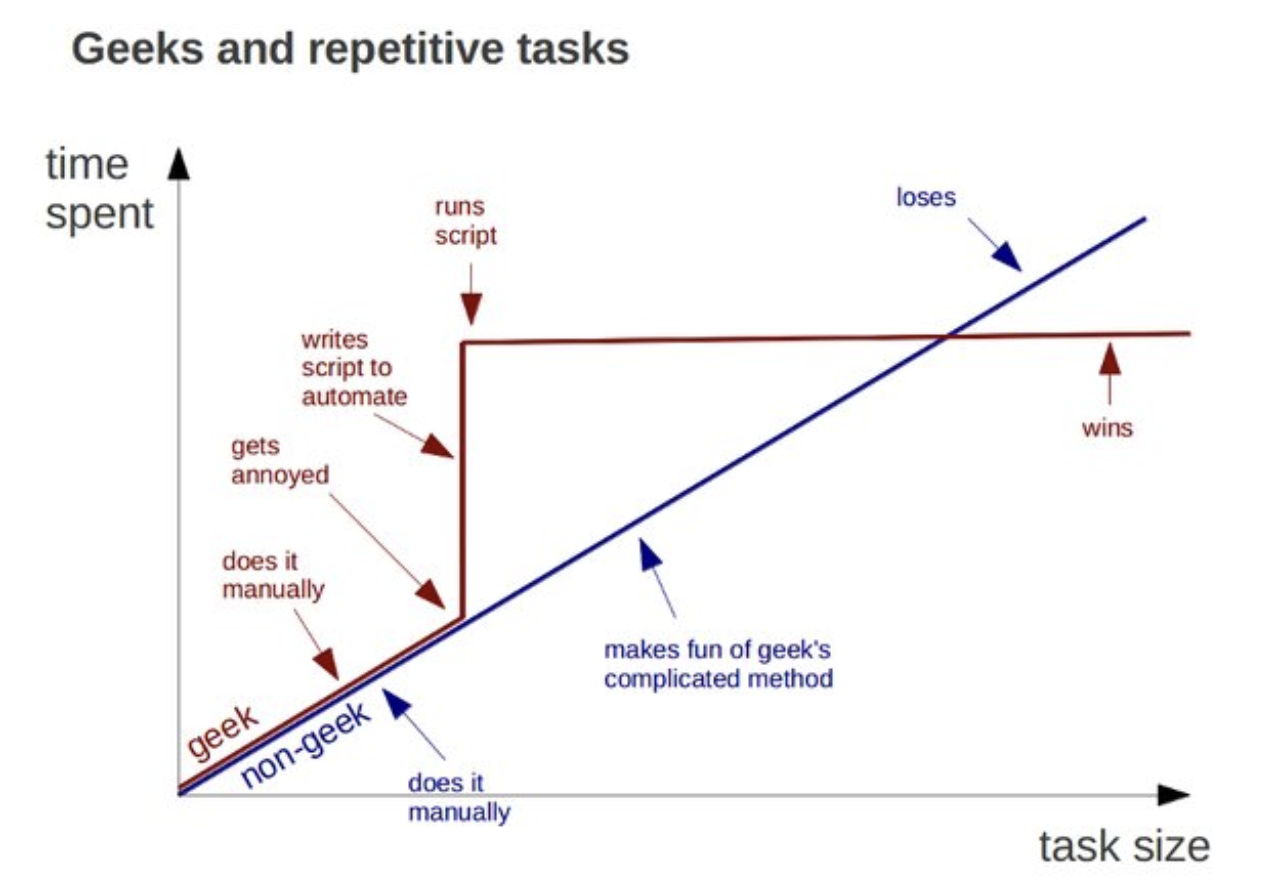 Geeks and repetitive tasks
time
spent
runs
script
loses
writes
script to
automate
gets
annoyed
wins
does it
manually
makes fun of geek's
complicated method
geek
non-geek
does it
manually
task size